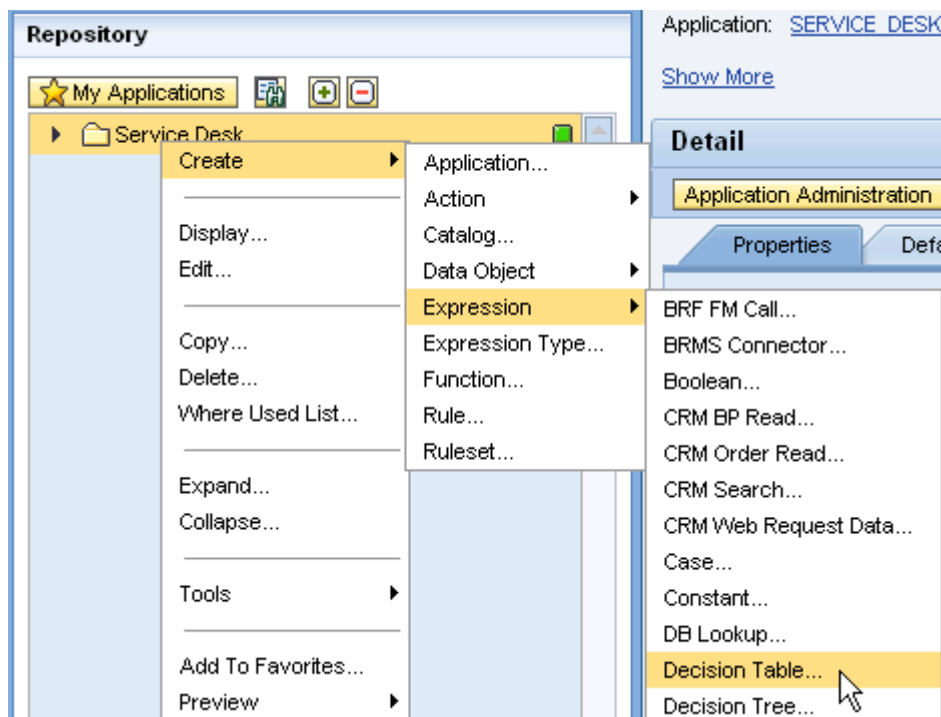 Repository
My Applications
Service Desk
Create
Display...
Edit...
Copy...
Delete...
Where Used List...
Expand...
Collapse...
Tools
Add To Favorites...
Preview
Application...
Action
Catalog...
Data Object
Expression
Expression Type...
Function...
Rule...
Ruleset...
Application: SERVICE_DESK
Show More
Detail
Application Administration
Properties Defa
BRF FM Call...
BRMS Connector...
Boolean...
CRM BP Read...
CRM Order Read...
CRM Search...
CRM Web Request Data...
Case...
Constant...
DB Lookup...
Decision Table...
Decision Tree...